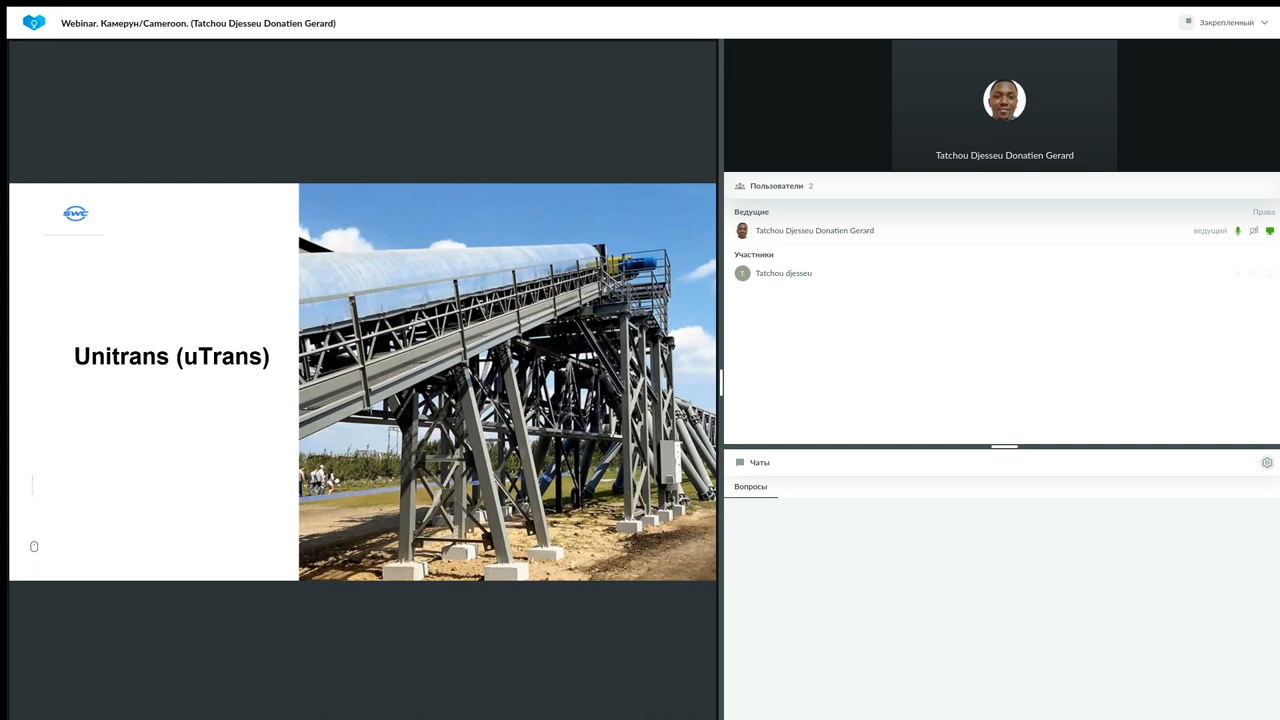 Webinar. Камерун/Cameroon. (Tatchou Djesseu Donatien Gerard)
Закрепленный
SWC
Unitrans (uTrans)
Tatchou Djesseu Donatien Gerard
Пользователи 2
Ведущие Права
Tatchou Djesseu Donatien Gerard ведущий
Участники
T Tatchou djesseu
Чаты
Вопросы